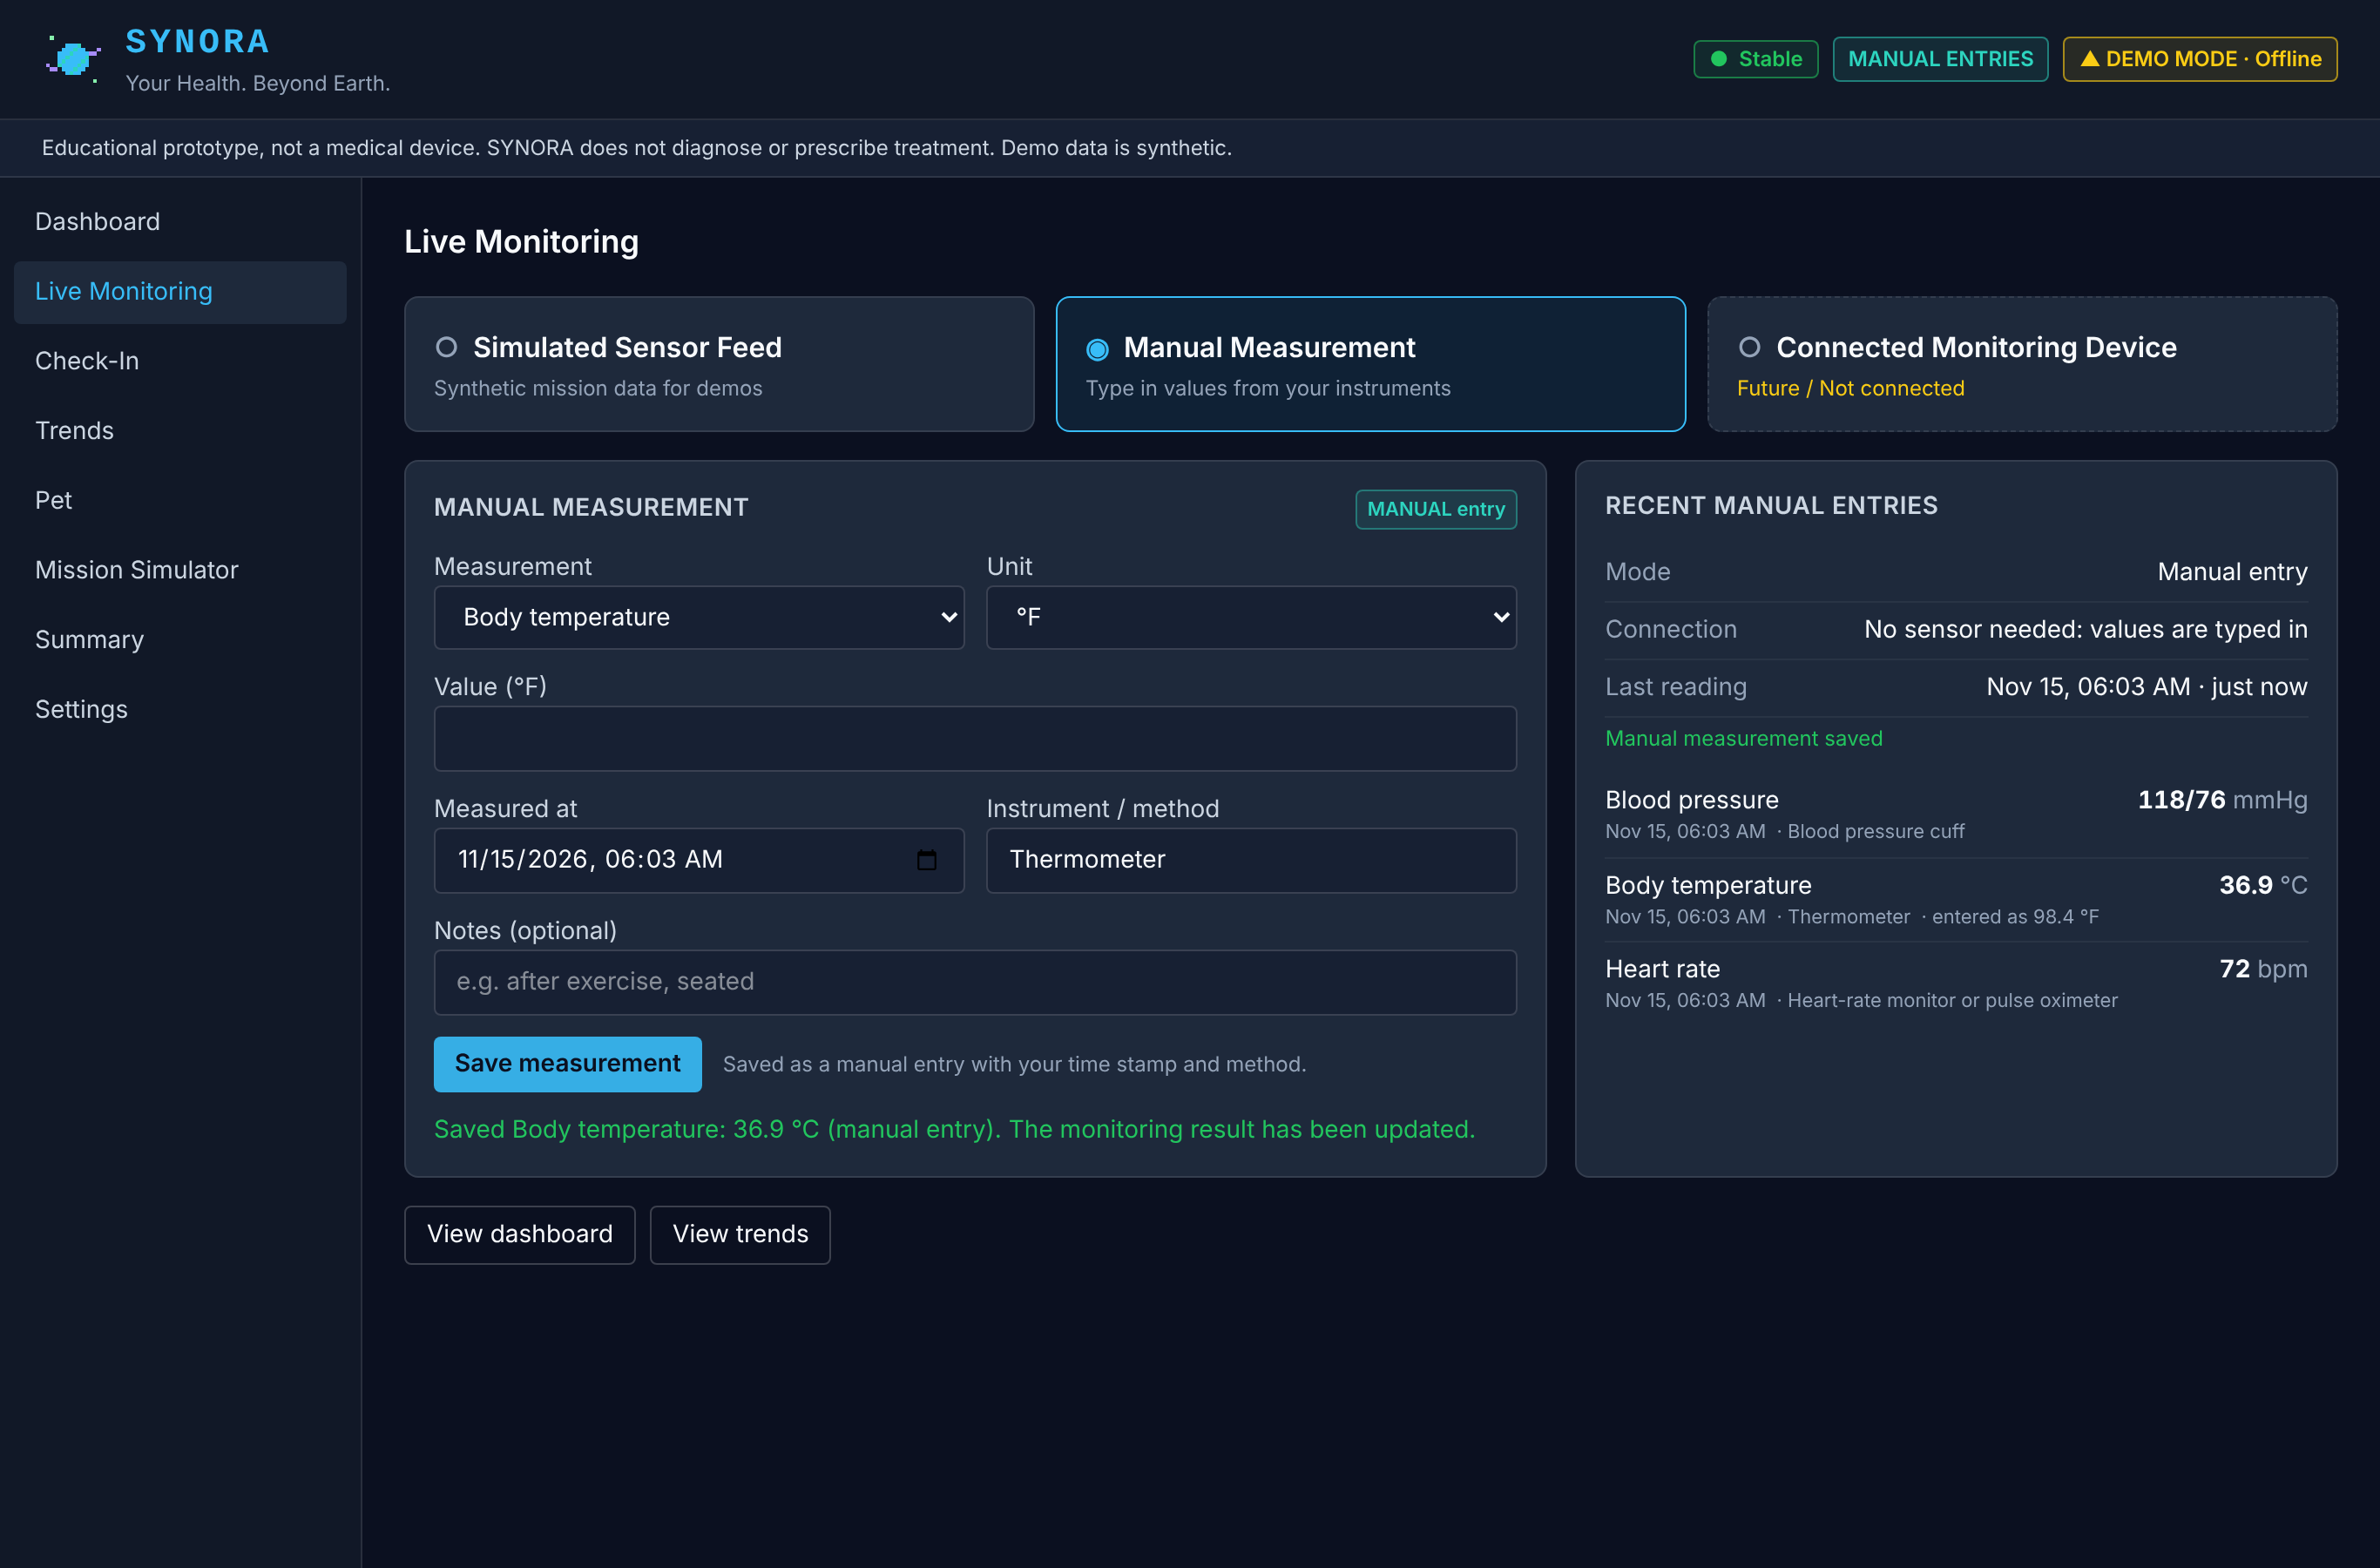 SYNORA
Your Health. Beyond Earth.
Stable
MANUAL ENTRIES
DEMO MODE · Offline
Educational prototype, not a medical device. SYNORA does not diagnose or prescribe treatment. Demo data is synthetic.
Dashboard
Live Monitoring
Check-In
Trends
Pet
Mission Simulator
Summary
Settings
Live Monitoring
Simulated Sensor Feed
Synthetic mission data for demos
Manual Measurement
Type in values from your instruments
Connected Monitoring Device
Future / Not connected
MANUAL MEASUREMENT
MANUAL entry
Measurement
Body temperature
Unit
°F
Value (°F)
Measured at
11/15/2026, 06:03 AM
Instrument / method
Thermometer
Notes (optional)
e.g. after exercise, seated
Save measurement
Saved as a manual entry with your time stamp and method.
Saved Body temperature: 36.9 °C (manual entry). The monitoring result has been updated.
RECENT MANUAL ENTRIES
Mode Manual entry
Connection No sensor needed: values are typed in
Last reading Nov 15, 06:03 AM · just now
Manual measurement saved
Blood pressure 118/76 mmHg
Nov 15, 06:03 AM · Blood pressure cuff
Body temperature 36.9 °C
Nov 15, 06:03 AM · Thermometer · entered as 98.4 °F
Heart rate 72 bpm
Nov 15, 06:03 AM · Heart-rate monitor or pulse oximeter
View dashboard
View trends